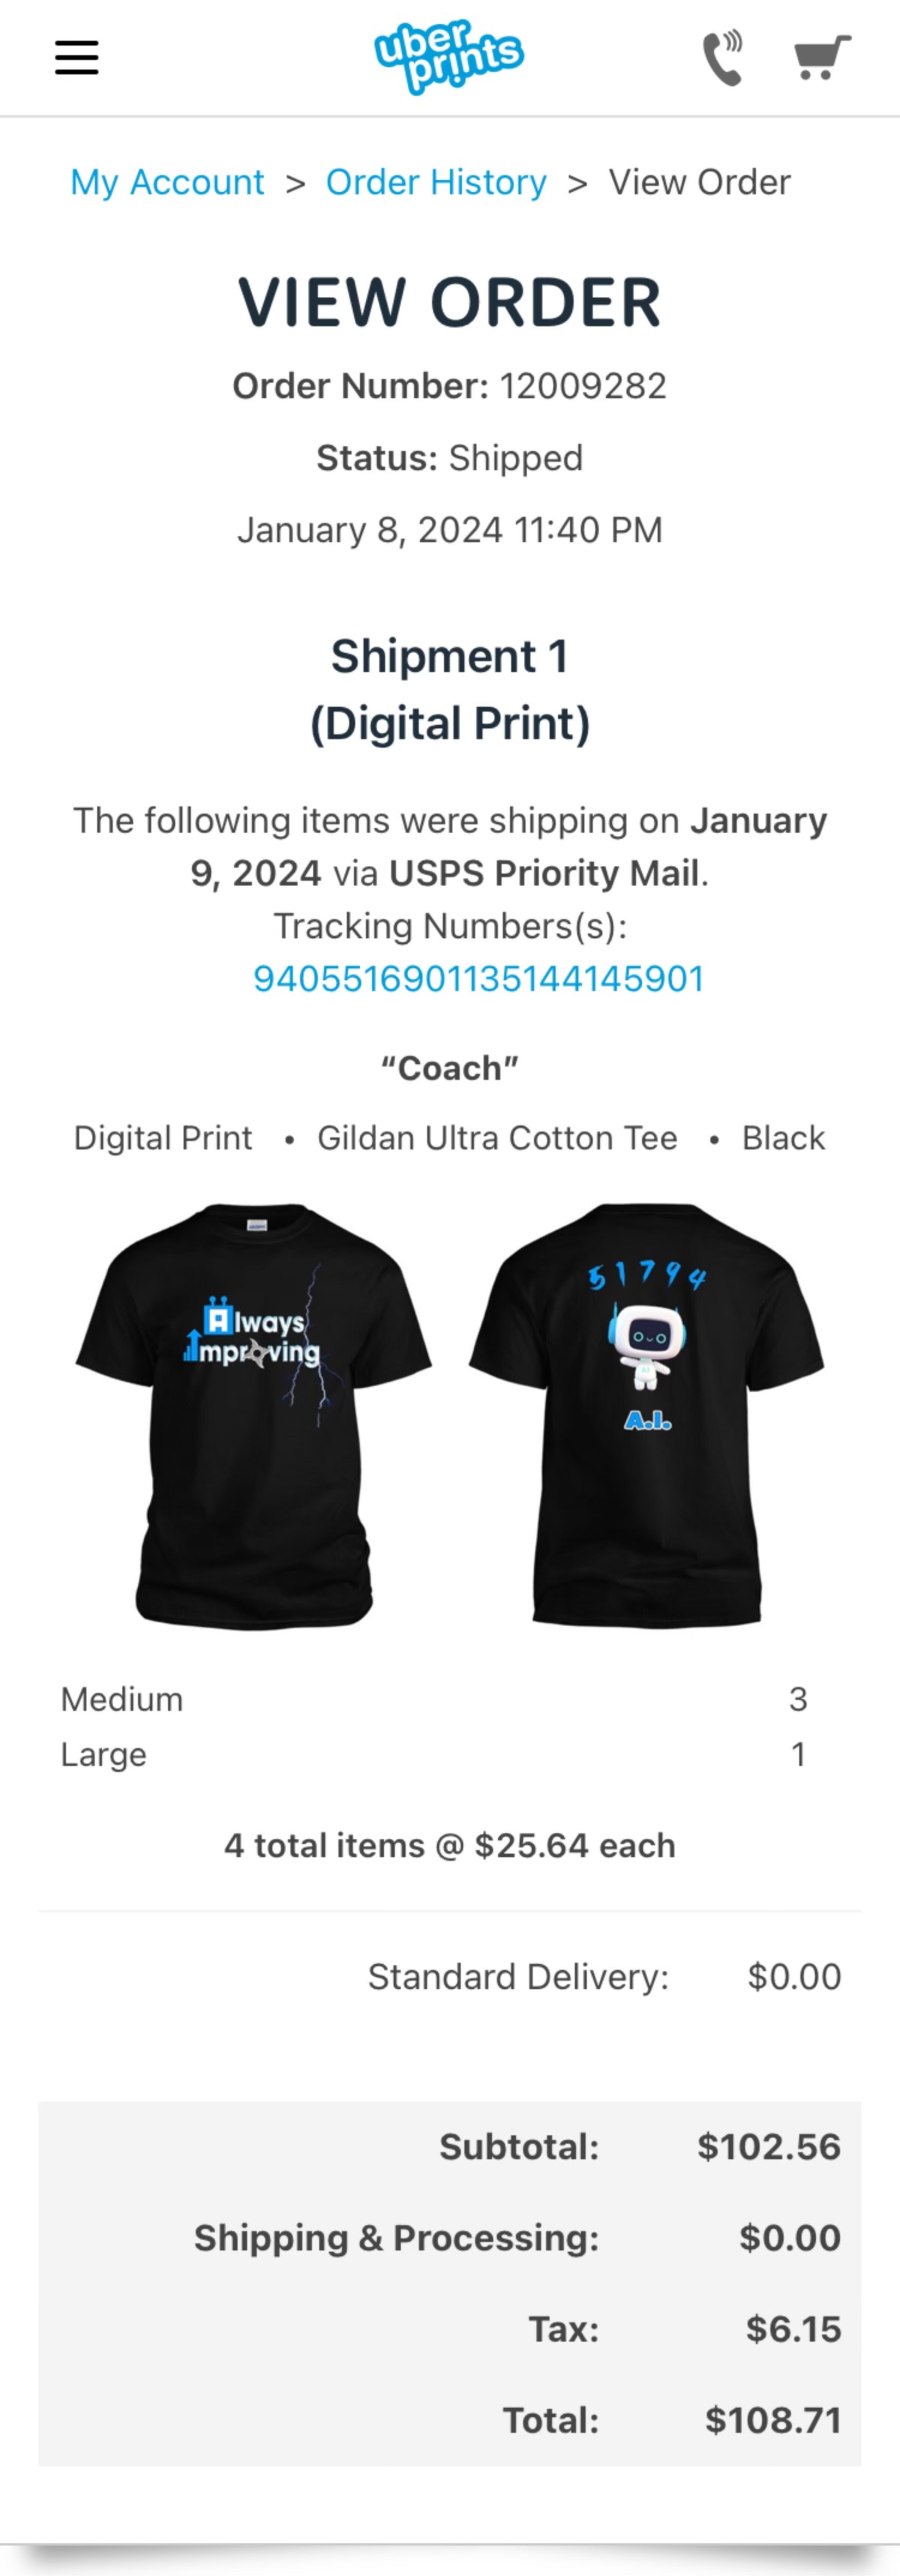 uber
prints
My Account > Order History > View Order
VIEW ORDER
Order Number: 12009282
Status: Shipped
January 8, 2024 11:40 PM
Shipment 1
(Digital Print)
The following items were shipping on January
9, 2024 via USPS Priority Mail.
Tracking Numbers(s):
9405516901135144145901
“Coach”
Digital Print • Gildan Ultra Cotton Tee • Black
Always
Improving
51794
A.I.
Medium 3
Large 1
4 total items @ $25.64 each
Standard Delivery: $0.00
Subtotal: $102.56
Shipping & Processing: $0.00
Tax: $6.15
Total: $108.71